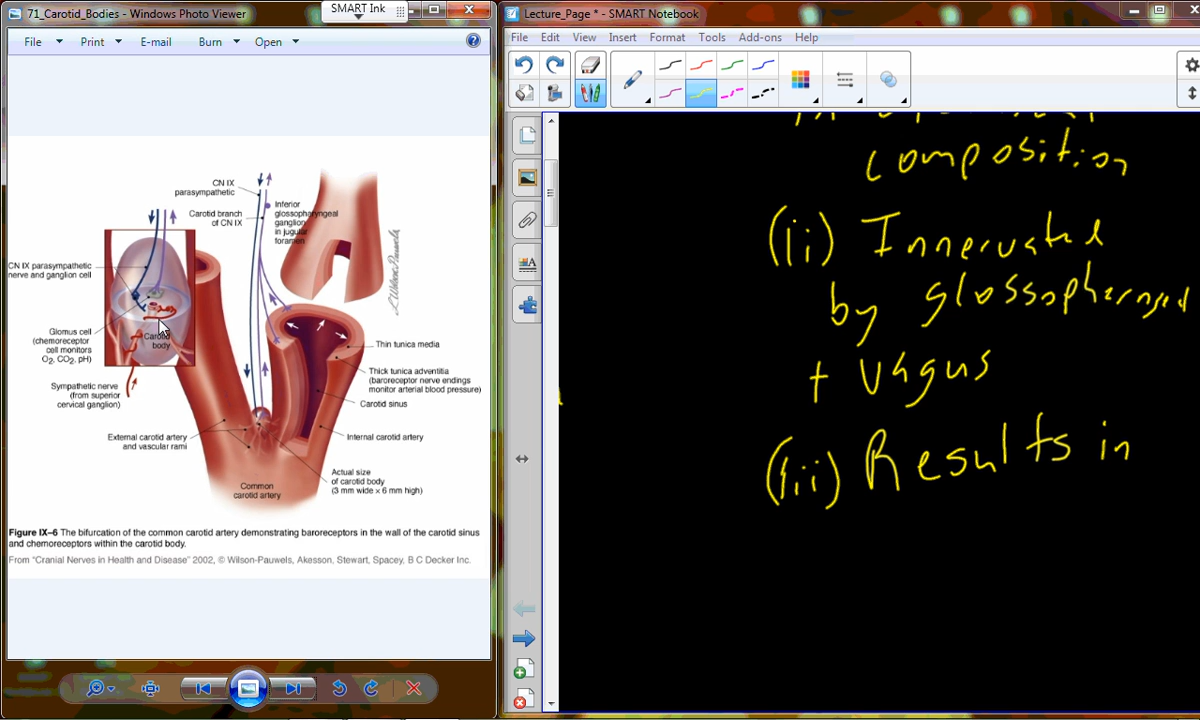 71_Carotid_Bodies - Windows Photo Viewer
SMART Ink
File Print E-mail Burn Open
CN IX
parasympathetic
Carotid branch
of CN IX
Inferior
glossopharyngeal
ganglion
in jugular
foramen
L. Wilson-Pauwels
CN IX parasympathetic
nerve and ganglion cell
Glomus cell
(chemoreceptor
cell monitors
O2, CO2, pH)
Carotid
body
Sympathetic nerve
(from superior
cervical ganglion)
External carotid artery
and vascular rami
Common
carotid artery
Thin tunica media
Thick tunica adventitia
(baroreceptor nerve endings
monitor arterial blood pressure)
Carotid sinus
Internal carotid artery
Actual size
of carotid body
(3 mm wide × 6 mm high)
Figure IX–6 The bifurcation of the common carotid artery demonstrating baroreceptors in the wall of the carotid sinus
and chemoreceptors within the carotid body.
From "Cranial Nerves in Health and Disease" 2002, © Wilson-Pauwels, Akesson, Stewart, Spacey, B C Decker Inc.
Lecture_Page * - SMART Notebook
File Edit View Insert Format Tools Add-ons Help
composition
(ii) Innervated
by glossopharyngeal
+ Vagus
(iii) Results in